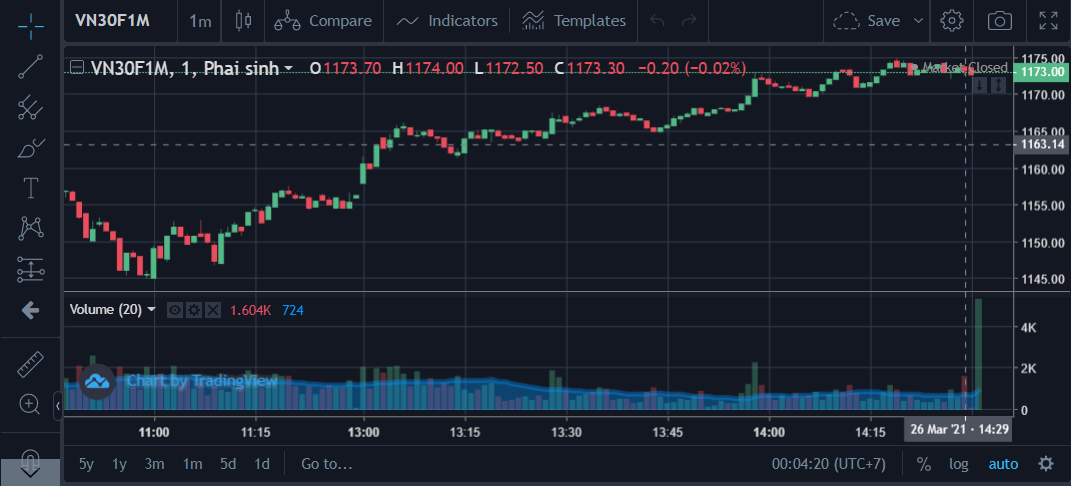 VN30F1M 1m Compare Indicators Templates Save
VN30F1M, 1, Phai sinh O1173.70 H1174.00 L1172.50 C1173.30 −0.20 (−0.02%)
Market Closed
1175.00
1173.00
1170.00
1165.00
1163.14
1160.00
1155.00
1150.00
1145.00
Volume (20) 1.604K 724
4K
2K
0
Chart by TradingView
11:00 11:15 13:00 13:15 13:30 13:45 14:00 14:15 26 Mar '21 - 14:29
5y 1y 3m 1m 5d 1d Go to... 00:04:20 (UTC+7) % log auto